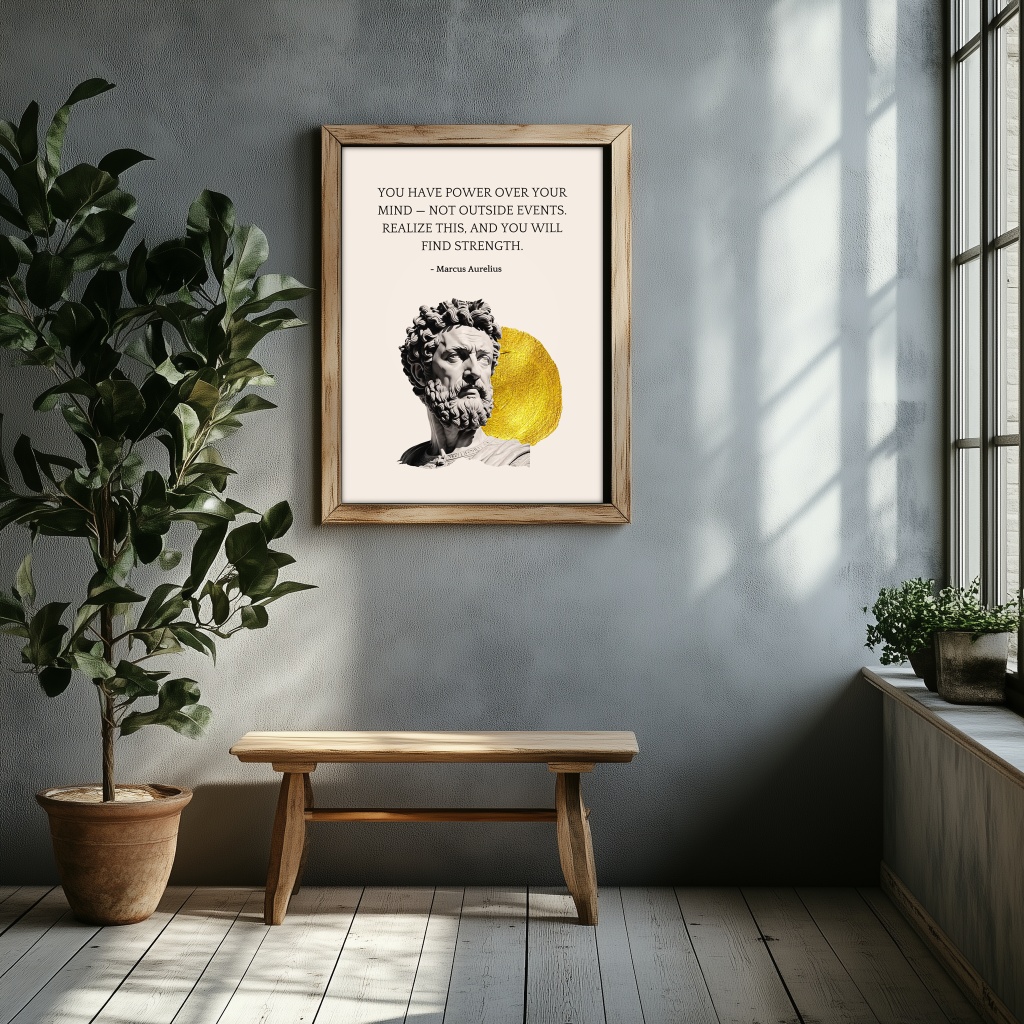 YOU HAVE POWER OVER YOUR
MIND – NOT OUTSIDE EVENTS.
REALIZE THIS, AND YOU WILL
FIND STRENGTH.
- Marcus Aurelius